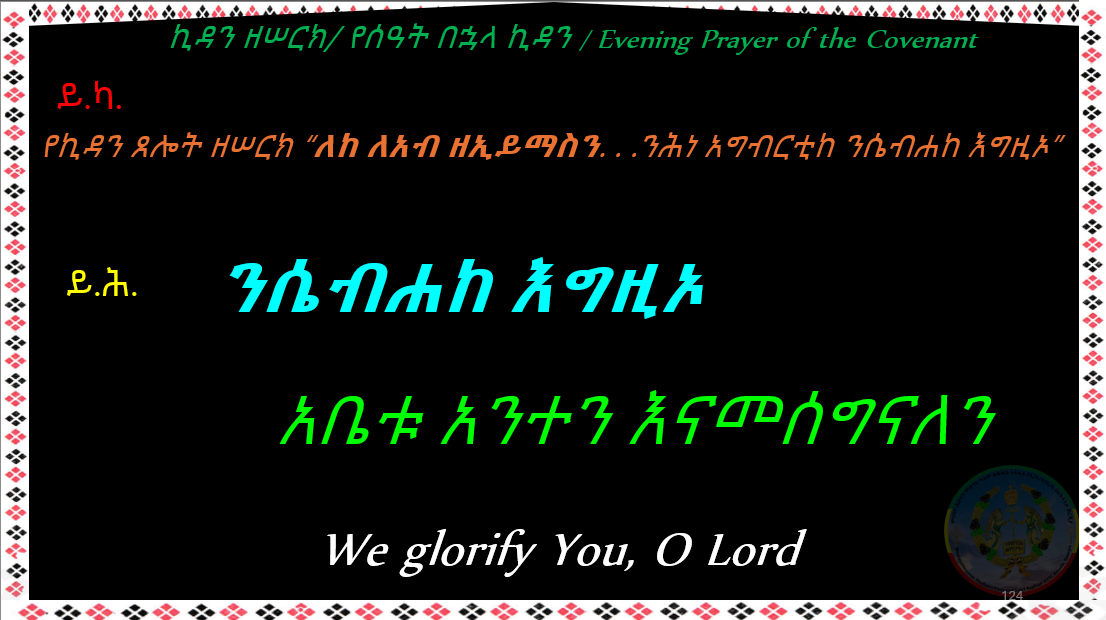 ኪዳን ዘሠርክ/ የሰዓት በኋላ ኪዳን / Evening Prayer of the Covenant
ይ.ካ.
የኪዳን ጸሎት ዘሠርክ “ለከ ለአብ ዘኢይማስን. . .ንሕነ አግብርቲከ ንሴብሐከ እግዚኦ”
ይ.ሕ. ንሴብሐከ እግዚኦ
አቤቱ አንተን እናመሰግናለን
We glorify You, O Lord
124